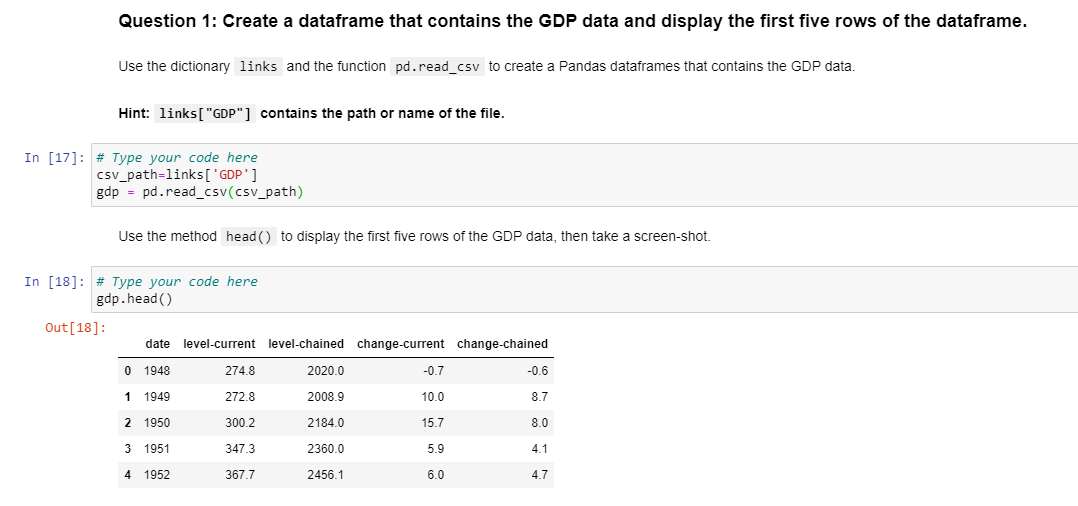 Question 1: Create a dataframe that contains the GDP data and display the first five rows of the dataframe.
Use the dictionary links and the function pd.read_csv to create a Pandas dataframes that contains the GDP data.
Hint: links["GDP"] contains the path or name of the file.
In [17]: # Type your code here
csv_path=links['GDP']
gdp = pd.read_csv(csv_path)
Use the method head() to display the first five rows of the GDP data, then take a screen-shot.
In [18]: # Type your code here
gdp.head()
Out[18]:
date level-current level-chained change-current change-chained
0 1948 274.8 2020.0 -0.7 -0.6
1 1949 272.8 2008.9 10.0 8.7
2 1950 300.2 2184.0 15.7 8.0
3 1951 347.3 2360.0 5.9 4.1
4 1952 367.7 2456.1 6.0 4.7